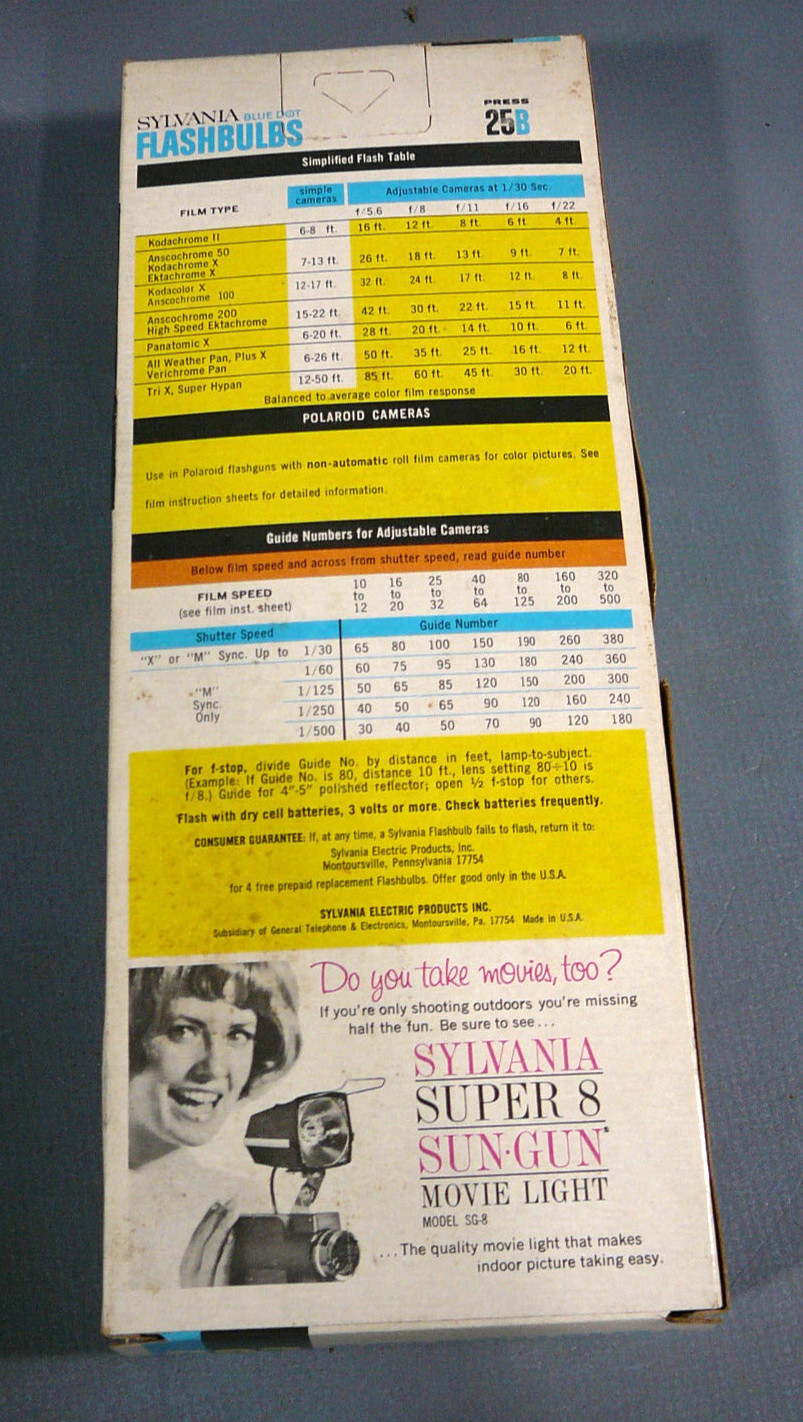 SYLVANIA BLUE DOT
FLASHBULBS
PRESS
25B
Simplified Flash Table
FILM TYPE
simple cameras
Adjustable Cameras at 1/30 Sec.
f/5.6 f/8 f/11 f/16 f/22
Kodachrome II 6-8 ft. 16 ft. 12 ft. 8 ft. 6 ft. 4 ft.
Anscochrome 50
Kodachrome X
Ektachrome X 7-13 ft. 26 ft. 18 ft. 13 ft. 9 ft. 7 ft.
Kodacolor X
Anscochrome 100 12-17 ft. 32 ft. 24 ft. 17 ft. 12 ft. 8 ft.
Anscochrome 200
High Speed Ektachrome 15-22 ft. 42 ft. 30 ft. 22 ft. 15 ft. 11 ft.
Panatomic X 6-20 ft. 28 ft. 20 ft. 14 ft. 10 ft. 6 ft.
All Weather Pan, Plus X
Verichrome Pan 6-26 ft. 50 ft. 35 ft. 25 ft. 16 ft. 12 ft.
Tri X, Super Hypan 12-50 ft. 85 ft. 60 ft. 45 ft. 30 ft. 20 ft.
Balanced to average color film response
POLAROID CAMERAS
Use in Polaroid flashguns with non-automatic roll film cameras for color pictures. See
film instruction sheets for detailed information.
Guide Numbers for Adjustable Cameras
Below film speed and across from shutter speed, read guide number
FILM SPEED
(see film inst. sheet)
10 16 25 40 80 160 320
to to to to to to to
12 20 32 64 125 200 500
Shutter Speed Guide Number
"X" or "M" Sync. Up to 1/30 65 80 100 150 190 260 380
1/60 60 75 95 130 180 240 360
"M"
Sync.
Only
1/125 50 65 85 120 150 200 300
1/250 40 50 65 90 120 160 240
1/500 30 40 50 70 90 120 180
For f-stop, divide Guide No. by distance in feet, lamp-to-subject.
(Example: If Guide No. is 80, distance 10 ft., lens setting 80÷10 is
f/8.) Guide for 4"-5" polished reflector; open ½ f-stop for others.
Flash with dry cell batteries, 3 volts or more. Check batteries frequently.
CONSUMER GUARANTEE: If, at any time, a Sylvania Flashbulb fails to flash, return it to:
Sylvania Electric Products, Inc.
Montoursville, Pennsylvania 17754
for 4 free prepaid replacement Flashbulbs. Offer good only in the U.S.A.
SYLVANIA ELECTRIC PRODUCTS INC.
Subsidiary of General Telephone & Electronics, Montoursville, Pa. 17754 Made in U.S.A.
Do you take movies, too?
If you're only shooting outdoors you're missing
half the fun. Be sure to see...
SYLVANIA
SUPER 8
SUN·GUN
MOVIE LIGHT
MODEL SG-8
...The quality movie light that makes
indoor picture taking easy.